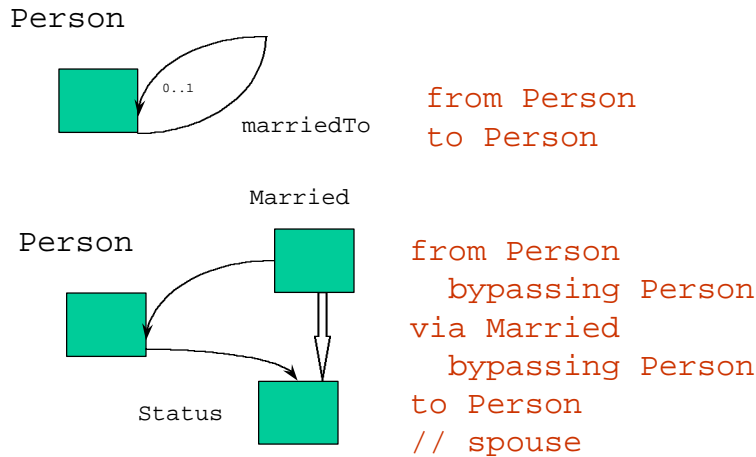 Person
0..1
marriedTo
from Person
to Person
Married
Person
Status
from Person
bypassing Person
via Married
bypassing Person
to Person
// spouse